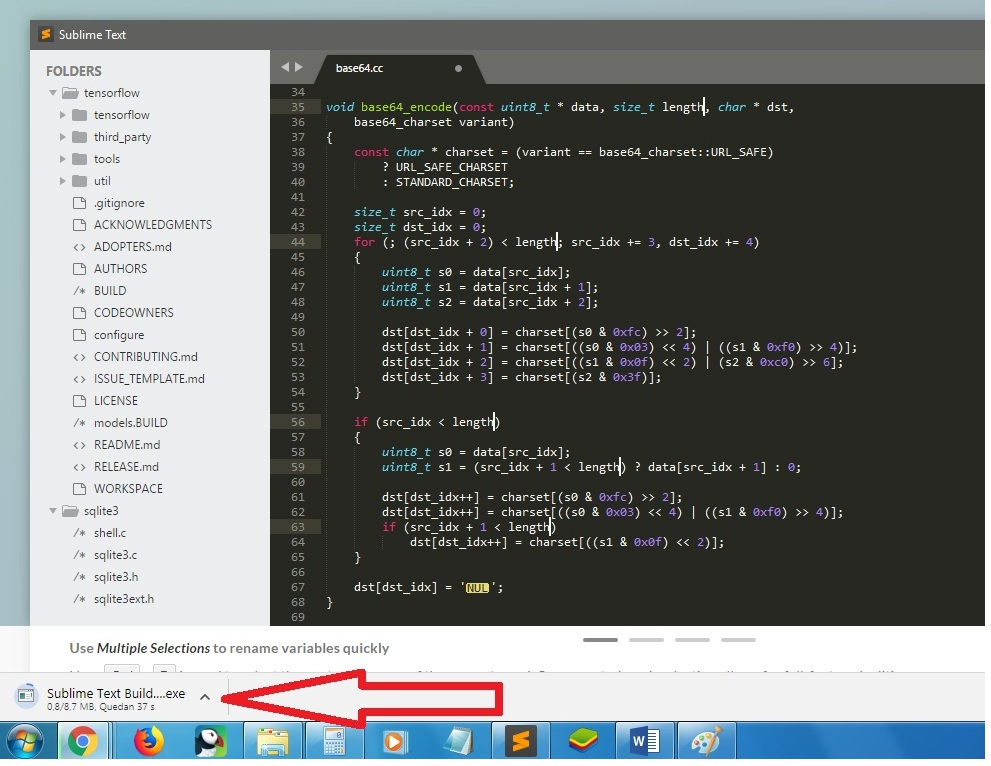 Sublime Text
FOLDERS
tensorflow
tensorflow
third_party
tools
util
.gitignore
ACKNOWLEDGMENTS
ADOPTERS.md
AUTHORS
/* BUILD
CODEOWNERS
configure
<> CONTRIBUTING.md
<> ISSUE_TEMPLATE.md
LICENSE
/* models.BUILD
<> README.md
<> RELEASE.md
WORKSPACE
sqlite3
/* shell.c
/* sqlite3.c
/* sqlite3.h
/* sqlite3ext.h
base64.cc
34
35 void base64_encode(const uint8_t * data, size_t length, char * dst,
36 base64_charset variant)
37 {
38 const char * charset = (variant == base64_charset::URL_SAFE)
39 ? URL_SAFE_CHARSET
40 : STANDARD_CHARSET;
41
42 size_t src_idx = 0;
43 size_t dst_idx = 0;
44 for (; (src_idx + 2) < length; src_idx += 3, dst_idx += 4)
45 {
46 uint8_t s0 = data[src_idx];
47 uint8_t s1 = data[src_idx + 1];
48 uint8_t s2 = data[src_idx + 2];
49
50 dst[dst_idx + 0] = charset[(s0 & 0xfc) >> 2];
51 dst[dst_idx + 1] = charset[((s0 & 0x03) << 4) | ((s1 & 0xf0) >> 4)];
52 dst[dst_idx + 2] = charset[((s1 & 0x0f) << 2) | (s2 & 0xc0) >> 6];
53 dst[dst_idx + 3] = charset[(s2 & 0x3f)];
54 }
55
56 if (src_idx < length)
57 {
58 uint8_t s0 = data[src_idx];
59 uint8_t s1 = (src_idx + 1 < length) ? data[src_idx + 1] : 0;
60
61 dst[dst_idx++] = charset[(s0 & 0xfc) >> 2];
62 dst[dst_idx++] = charset[((s0 & 0x03) << 4) | ((s1 & 0xf0) >> 4)];
63 if (src_idx + 1 < length)
64 dst[dst_idx++] = charset[((s1 & 0x0f) << 2)];
65 }
66
67 dst[dst_idx] = 'NUL';
68 }
69
Use Multiple Selections to rename variables quickly
Sublime Text Build....exe
0,8/8,7 MB, Quedan 37 s